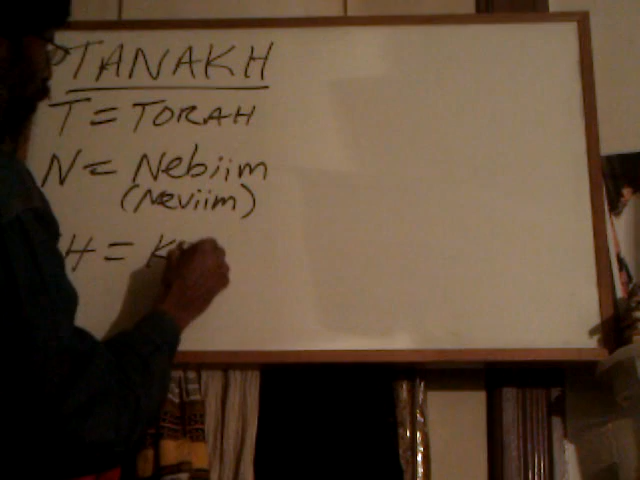 TANAKH
T = TORAH
N = Nebiim
(Neviim)
H = K